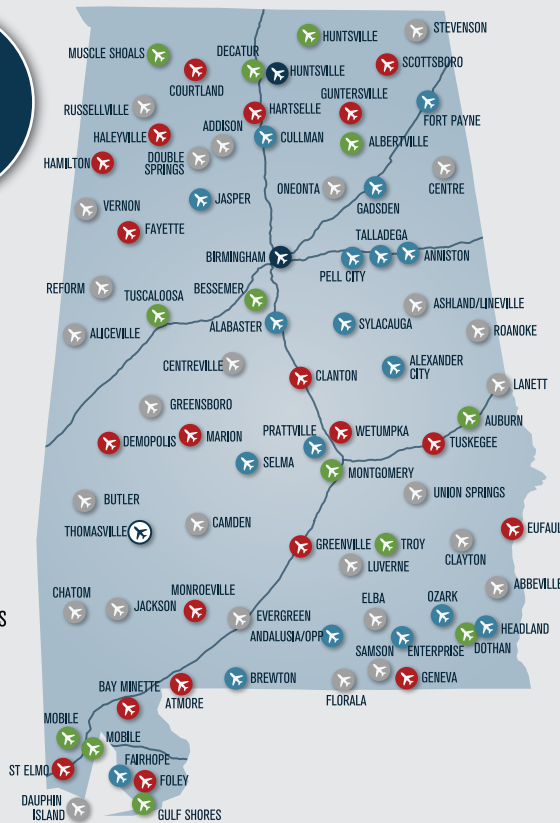 STEVENSON
HUNTSVILLE
MUSCLE SHOALS
DECATUR
HUNTSVILLE
SCOTTSBORO
COURTLAND
GUNTERSVILLE
RUSSELLVILLE
HARTSELLE
FORT PAYNE
HALEYVILLE
ADDISON
CULLMAN
ALBERTVILLE
HAMILTON
DOUBLE
SPRINGS
CENTRE
ONEONTA
JASPER
GADSDEN
VERNON
FAYETTE
TALLADEGA
BIRMINGHAM
ANNISTON
PELL CITY
REFORM
BESSEMER
TUSCALOOSA
ASHLAND/LINEVILLE
ALABASTER
SYLACAUGA
ROANOKE
ALICEVILLE
CENTREVILLE
ALEXANDER
CITY
CLANTON
LANETT
GREENSBORO
AUBURN
PRATTVILLE
WETUMPKA
DEMOPOLIS
MARION
TUSKEGEE
SELMA
MONTGOMERY
UNION SPRINGS
BUTLER
THOMASVILLE
CAMDEN
EUFAUL
GREENVILLE
TROY
CLAYTON
LUVERNE
ABBEVILLE
CHATOM
JACKSON
MONROEVILLE
ELBA
OZARK
S
EVERGREEN
HEADLAND
ANDALUSIA/OPP
SAMSON
ENTERPRISE
DOTHAN
BREWTON
GENEVA
BAY MINETTE
ATMORE
FLORALA
MOBILE
MOBILE
FAIRHOPE
ST ELMO
FOLEY
DAUPHIN
ISLAND
GULF SHORES